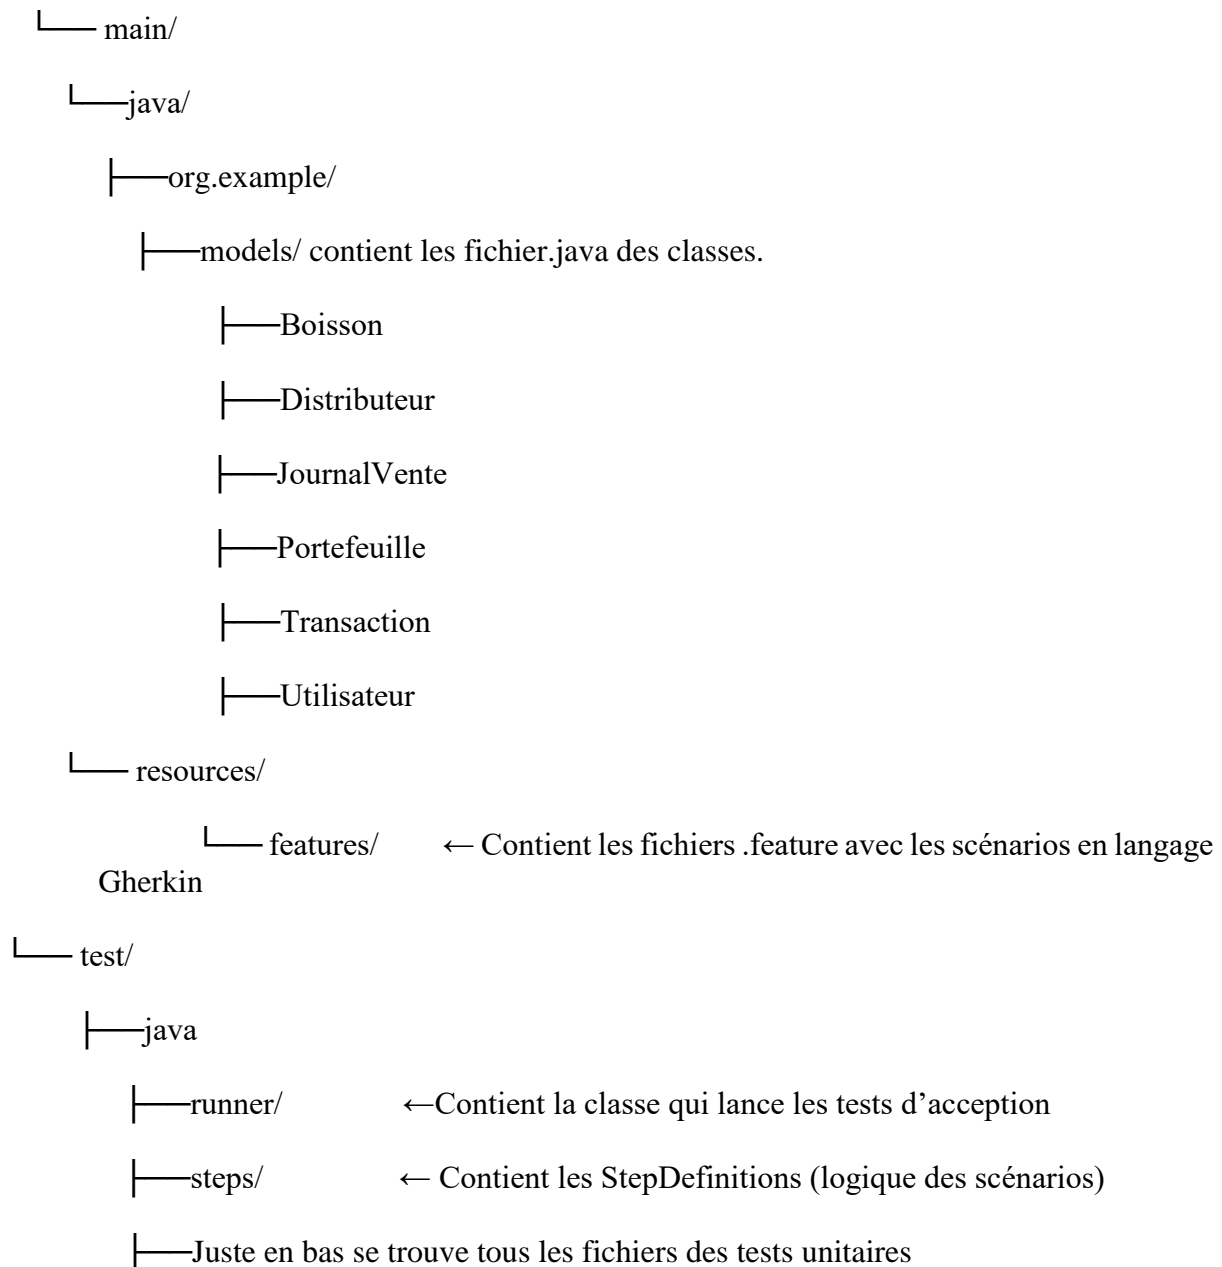 └── main/
└──java/
├──org.example/
├──models/ contient les fichier.java des classes.
├──Boisson
├──Distributeur
├──JournalVente
├──Portefeuille
├──Transaction
├──Utilisateur
└── resources/
└── features/ ← Contient les fichiers .feature avec les scénarios en langage
Gherkin
└── test/
├──java
├──runner/ ←Contient la classe qui lance les tests d’acception
├──steps/ ← Contient les StepDefinitions (logique des scénarios)
├──Juste en bas se trouve tous les fichiers des tests unitaires